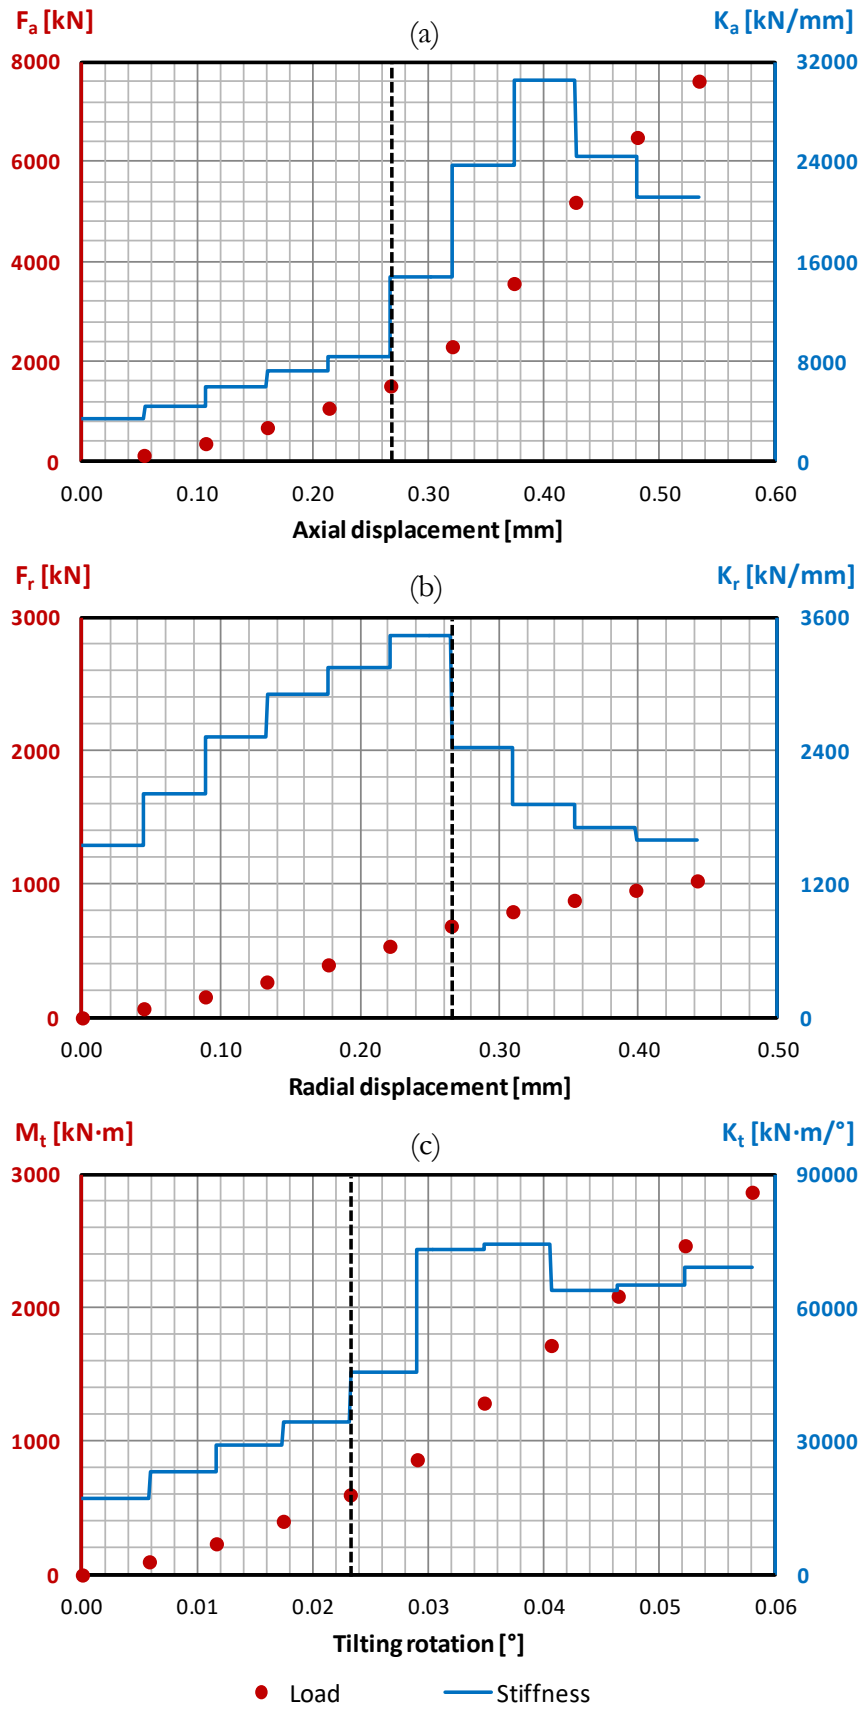 Fa [kN] (a) Ka [kN/mm]
8000 32000
6000 24000
4000 16000
2000 8000
0 0
0.00 0.10 0.20 0.30 0.40 0.50 0.60
Axial displacement [mm]
Fr [kN] (b) Kr [kN/mm]
3000 3600
2000 2400
1000 1200
0 0
0.00 0.10 0.20 0.30 0.40 0.50
Radial displacement [mm]
Mt [kN·m] (c) Kt [kN·m/°]
3000 90000
2000 60000
1000 30000
0 0
0.00 0.01 0.02 0.03 0.04 0.05 0.06
Tilting rotation [°]
Load Stiffness